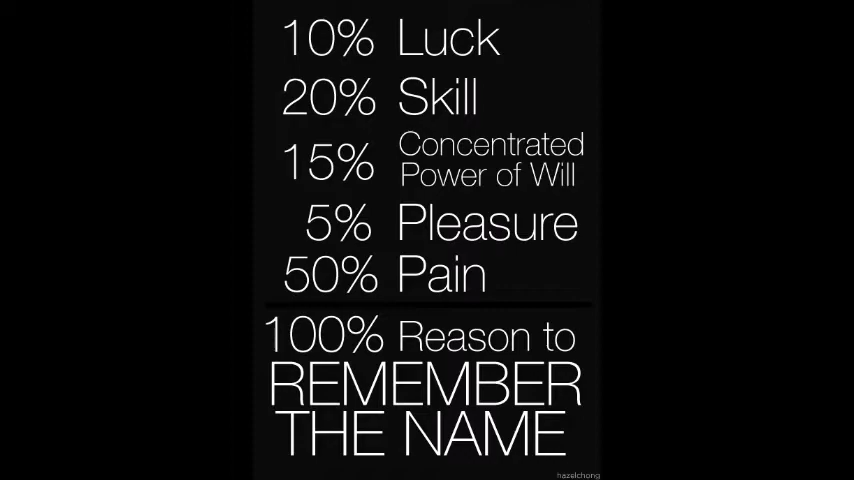 10% Luck
20% Skill
15% Concentrated
Power of Will
5% Pleasure
50% Pain
100% Reason to
REMEMBER
THE NAME
hazelchong